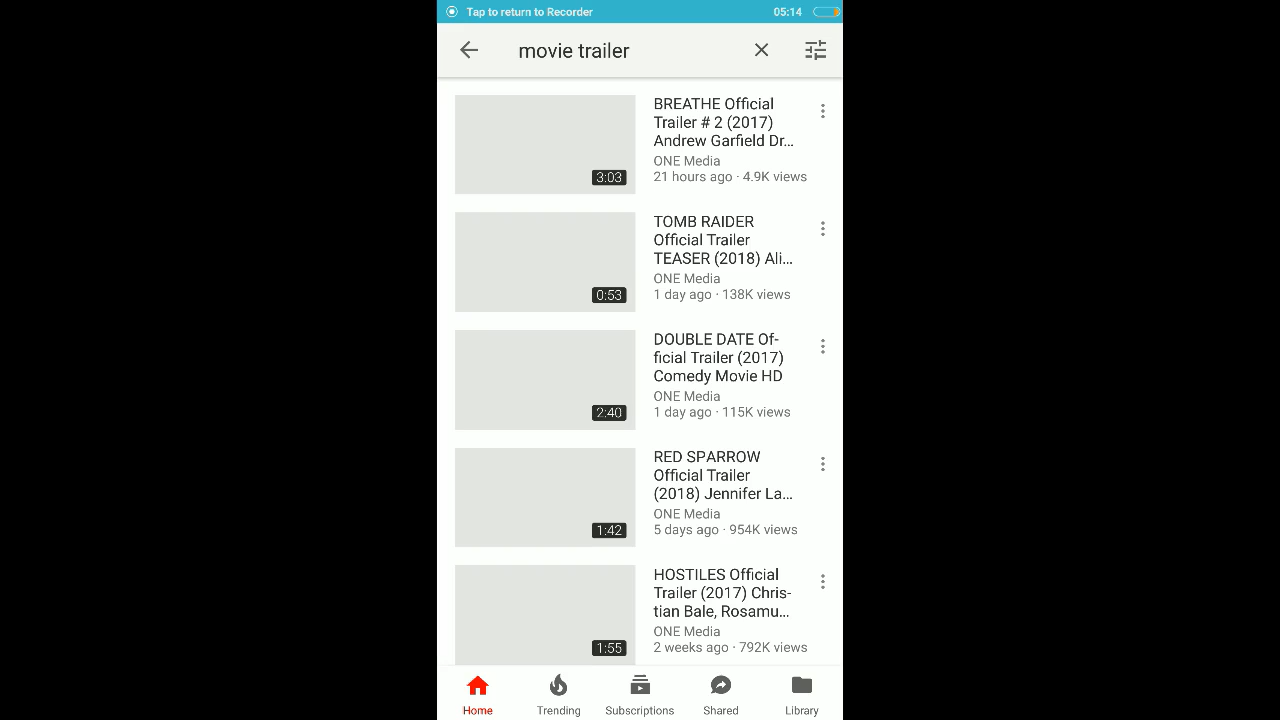 Tap to return to Recorder
05:14
movie trailer
BREATHE Official
Trailer # 2 (2017)
Andrew Garfield Dr...
ONE Media
21 hours ago · 4.9K views
3:03
TOMB RAIDER
Official Trailer
TEASER (2018) Ali...
ONE Media
1 day ago · 138K views
0:53
DOUBLE DATE Of-
ficial Trailer (2017)
Comedy Movie HD
ONE Media
1 day ago · 115K views
2:40
RED SPARROW
Official Trailer
(2018) Jennifer La...
ONE Media
5 days ago · 954K views
1:42
HOSTILES Official
Trailer (2017) Chris-
tian Bale, Rosamu...
ONE Media
2 weeks ago · 792K views
1:55
Home
Trending
Subscriptions
Shared
Library